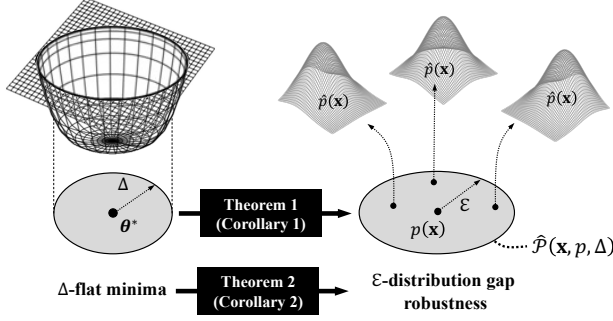 p̂(𝐱)
p̂(𝐱)
p̂(𝐱)
Δ
𝜽*
Theorem 1
(Corollary 1)
ℰ
p(𝐱)
𝒫̂(𝐱, p, Δ)
Δ-flat minima
Theorem 2
(Corollary 2)
ℰ-distribution gap
robustness